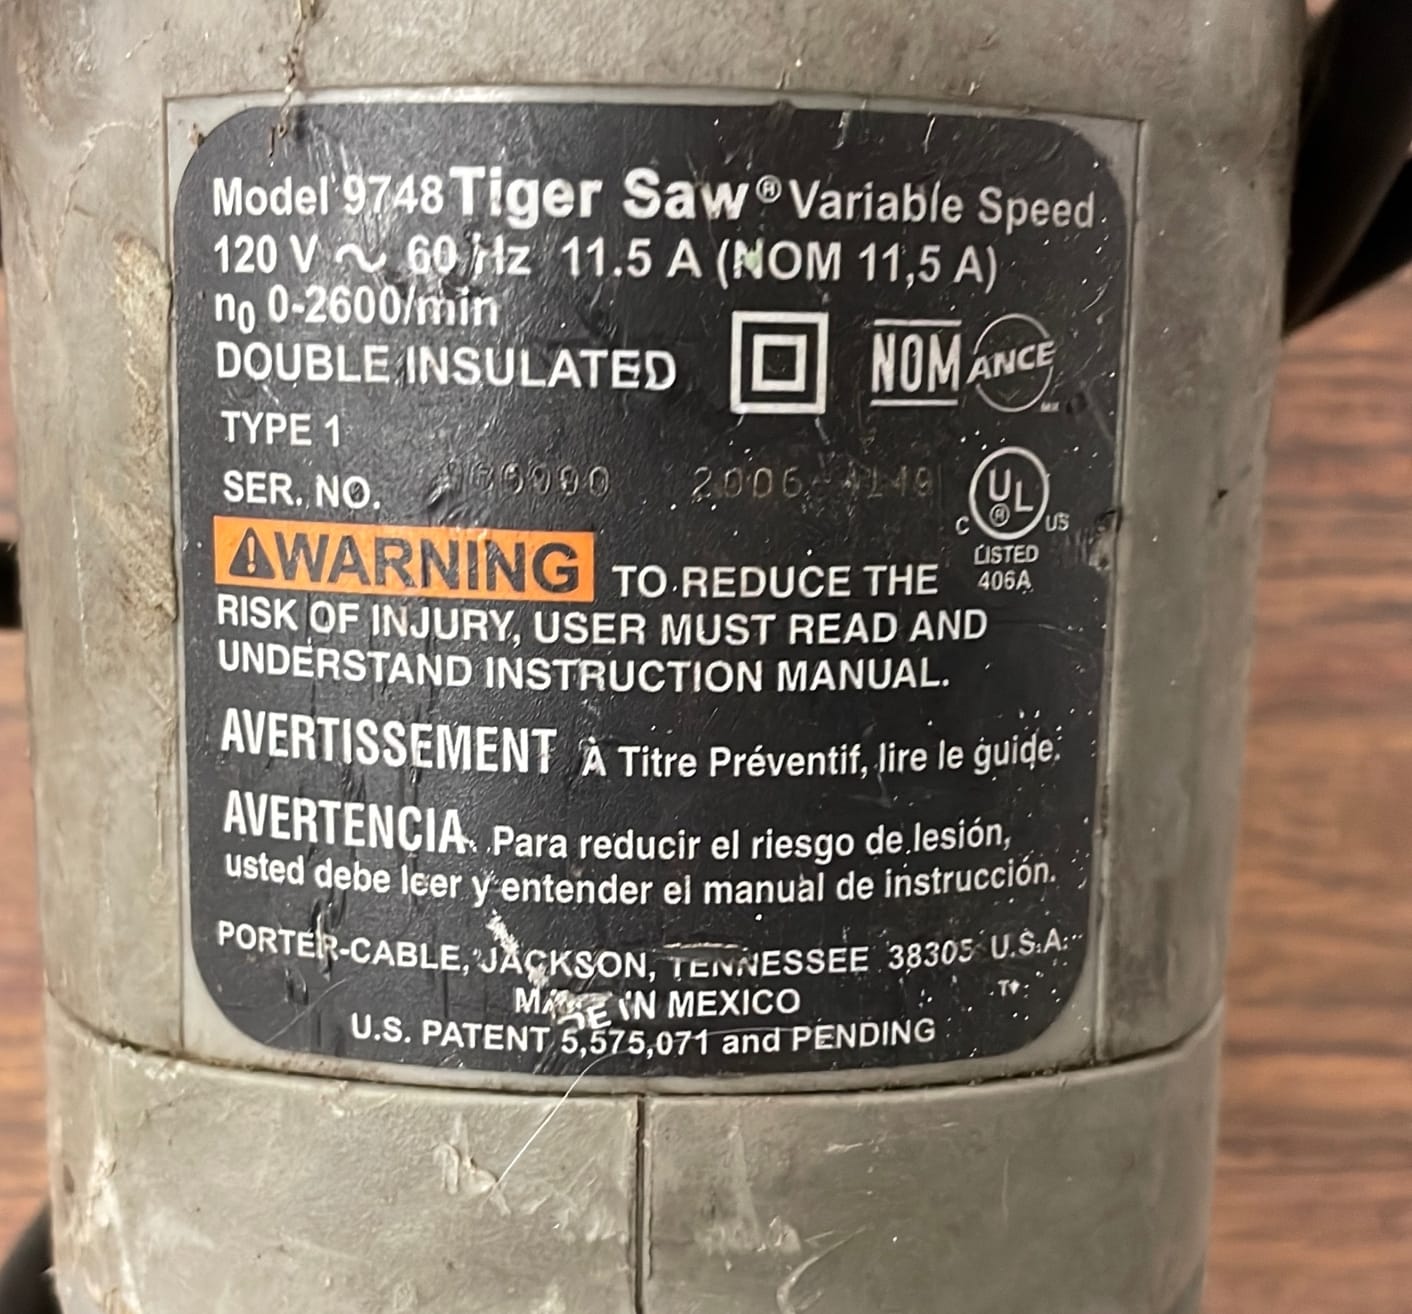 Model 9748 Tiger Saw® Variable Speed
120 V ∿ 60 Hz 11.5 A (NOM 11,5 A)
n0 0-2600/min
DOUBLE INSULATED
NOM ANCE
TYPE 1
SER. NO. 2006
UL ®
C US
LISTED
406A
⚠WARNING TO REDUCE THE
RISK OF INJURY, USER MUST READ AND
UNDERSTAND INSTRUCTION MANUAL.
AVERTISSEMENT À Titre Préventif, lire le guide.
AVERTENCIA. Para reducir el riesgo de lesión,
usted debe leer y entender el manual de instrucción.
PORTER-CABLE, JACKSON, TENNESSEE 38305 U.S.A.
MADE IN MEXICO
U.S. PATENT 5,575,071 and PENDING